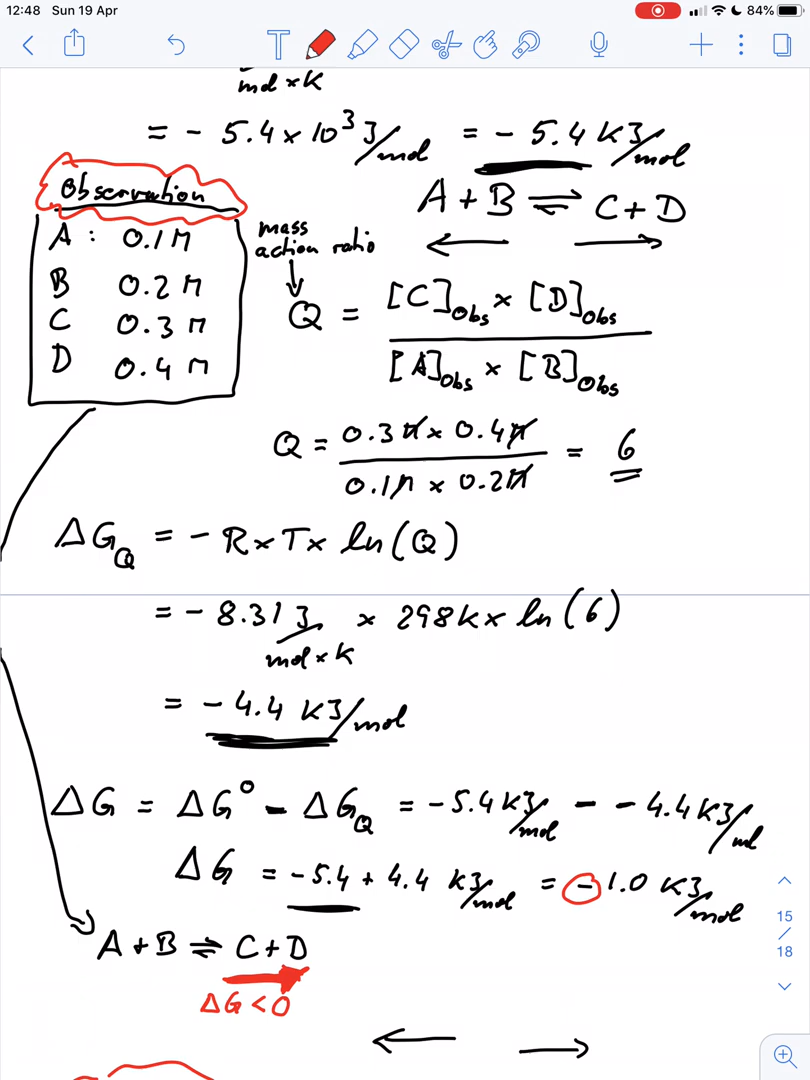 12:48 Sun 19 Apr 84%
T
mol × K
= - 5.4 × 10³ J/mol = - 5.4 kJ/mol
Observation
A : 0.1 M
B 0.2 M
C 0.3 M
D 0.4 M
A + B ⇌ C + D
← →
mass
action ratio
↓
Q = [C]obs × [D]obs / [A]obs × [B]obs
Q = 0.3 M × 0.4 M / 0.1 M × 0.2 M = 6
ΔG_Q = - R × T × ln(Q)
= - 8.31 J/mol × K × 298 K × ln(6)
= - 4.4 kJ/mol
ΔG = ΔG° - ΔG_Q = -5.4 kJ/mol - - 4.4 kJ/mol
ΔG = -5.4 + 4.4 kJ/mol = -1.0 kJ/mol
A + B ⇌ C + D
ΔG < 0
← →
15
/
18